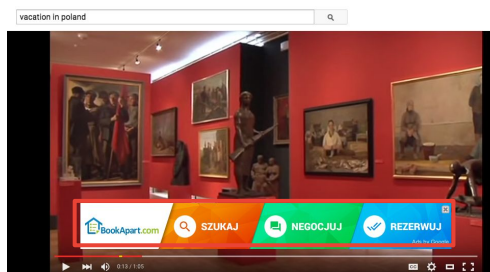 vacation in poland
BookApart.com SZUKAJ NEGOCJUJ REZERWUJ
Ads by Google
0:13 / 1:05
CC